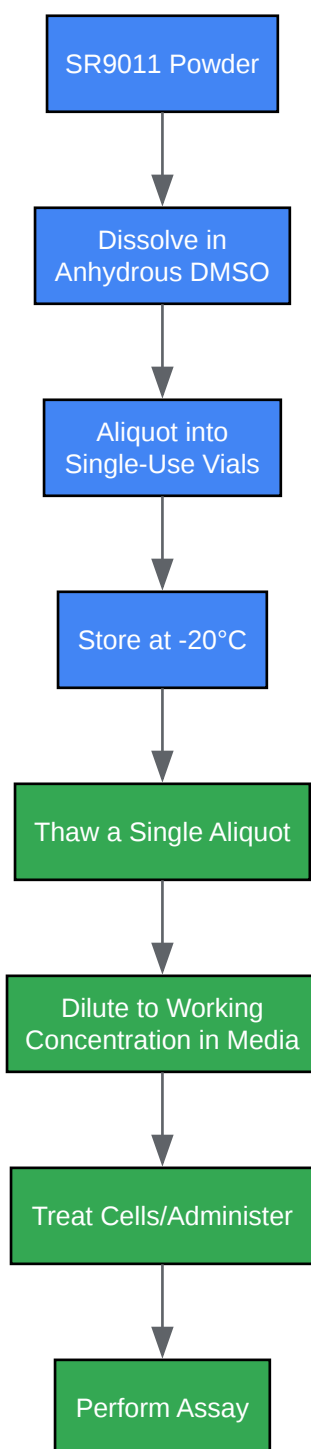 SR9011 Powder
Dissolve in
Anhydrous DMSO
Aliquot into
Single-Use Vials
Store at -20°C
Thaw a Single Aliquot
Dilute to Working
Concentration in Media
Treat Cells/Administer
Perform Assay